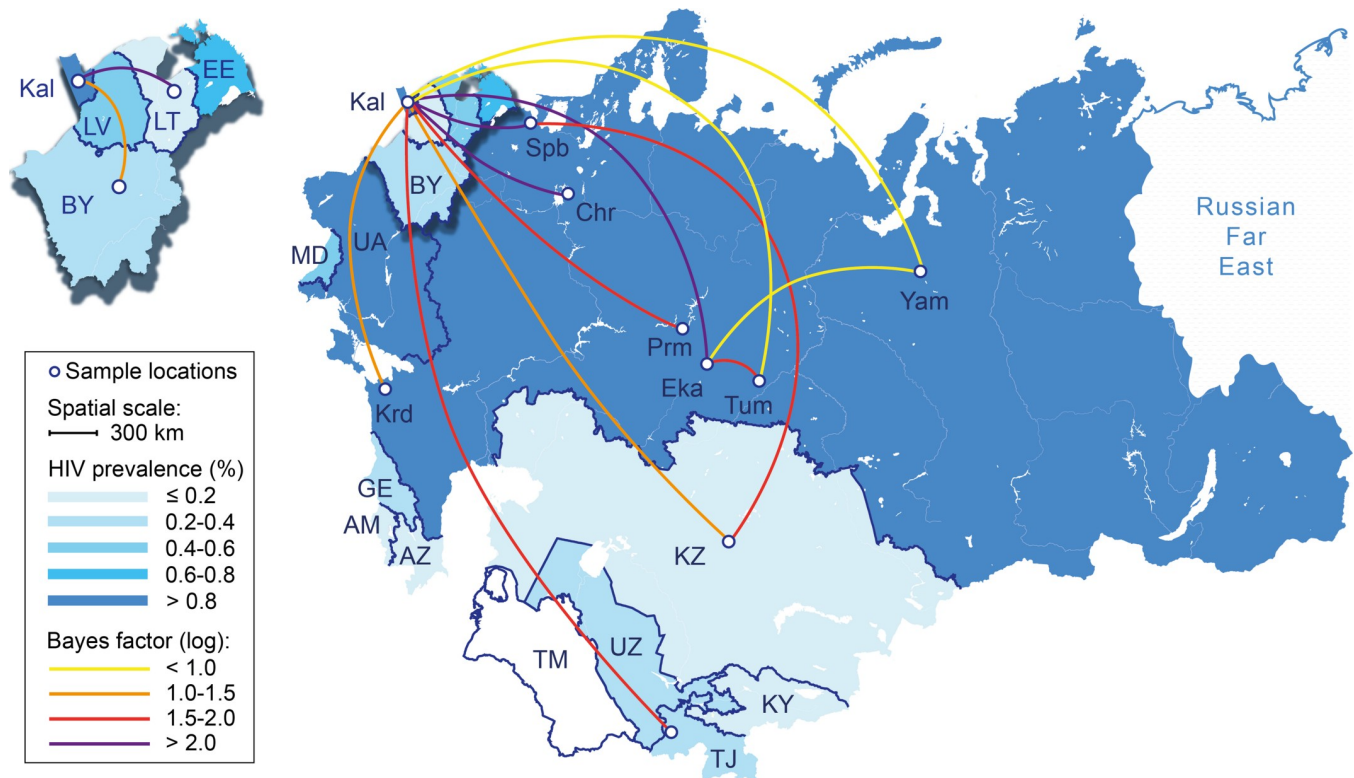 Kal
EE
LV
LT
BY
Kal
Spb
BY
Chr
UA
MD
Russian
Far
East
Yam
Prm
Eka
Tum
Krd
GE
AM
AZ
KZ
UZ
TM
KY
TJ
Sample locations
Spatial scale:
300 km
HIV prevalence (%)
≤ 0.2
0.2-0.4
0.4-0.6
0.6-0.8
> 0.8
Bayes factor (log):
< 1.0
1.0-1.5
1.5-2.0
> 2.0